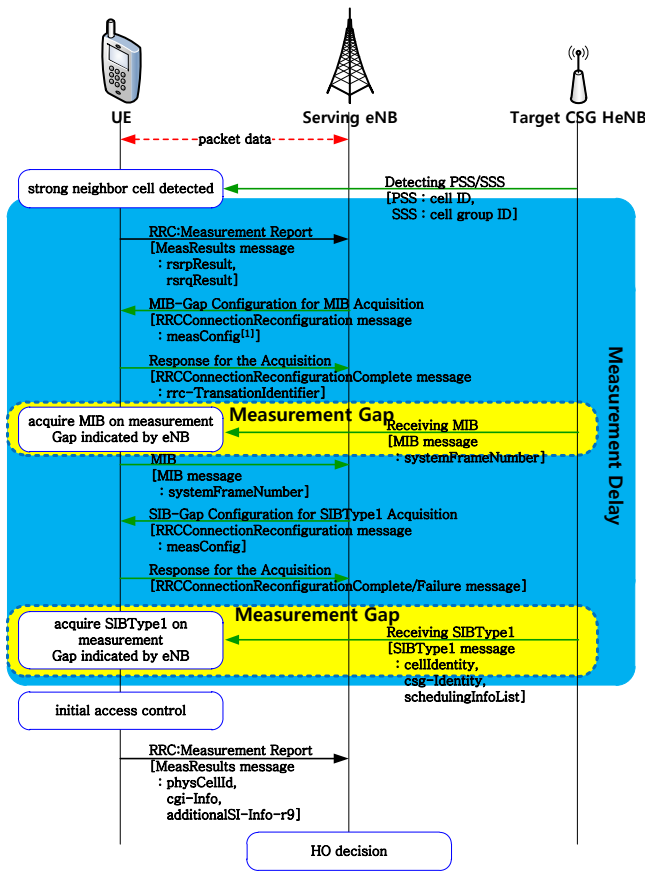 UE
Serving eNB
Target CSG HeNB
packet data
strong neighbor cell detected
Detecting PSS/SSS
[PSS : cell ID,
SSS : cell group ID]
RRC:Measurement Report
[MeasResults message
: rsrpResult,
rsrqResult]
MIB-Gap Configuration for MIB Acquisition
[RRCConnectionReconfiguration message
: measConfig[1]]
Response for the Acquisition
[RRCConnectionReconfigurationComplete message
: rrc-TransationIdentifier]
Measurement Delay
Measurement Gap
acquire MIB on measurement
Gap indicated by eNB
Receiving MIB
[MIB message
: systemFrameNumber]
MIB
[MIB message
: systemFrameNumber]
SIB-Gap Configuration for SIBType1 Acquisition
[RRCConnectionReconfiguration message
: measConfig]
Response for the Acquisition
[RRCConnectionReconfigurationComplete/Failure message]
Measurement Gap
acquire SIBType1 on
measurement
Gap indicated by eNB
Receiving SIBType1
[SIBType1 message
: cellIdentity,
csg-Identity,
schedulingInfoList]
initial access control
RRC:Measurement Report
[MeasResults message
: physCellId,
cgi-Info,
additionalSI-Info-r9]
HO decision